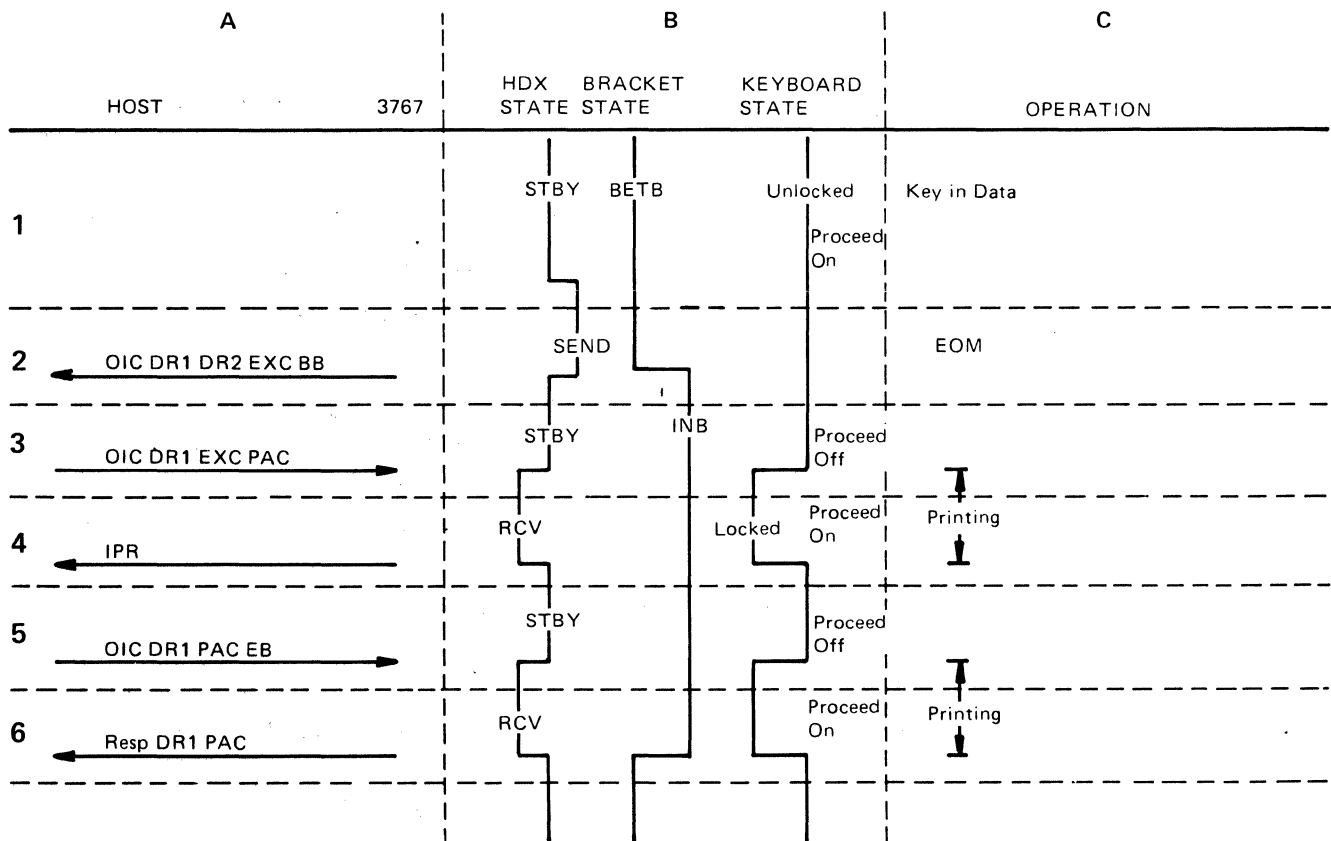 A B C
HOST 3767 HDX STATE BRACKET STATE KEYBOARD STATE OPERATION
1 STBY BETB Unlocked Key in Data
Proceed On
2 OIC DR1 DR2 EXC BB SEND EOM
3 OIC DR1 EXC PAC STBY INB Proceed Off
4 IPR RCV Locked Proceed On Printing
5 OIC DR1 PAC EB STBY Proceed Off
6 Resp DR1 PAC RCV Proceed On Printing